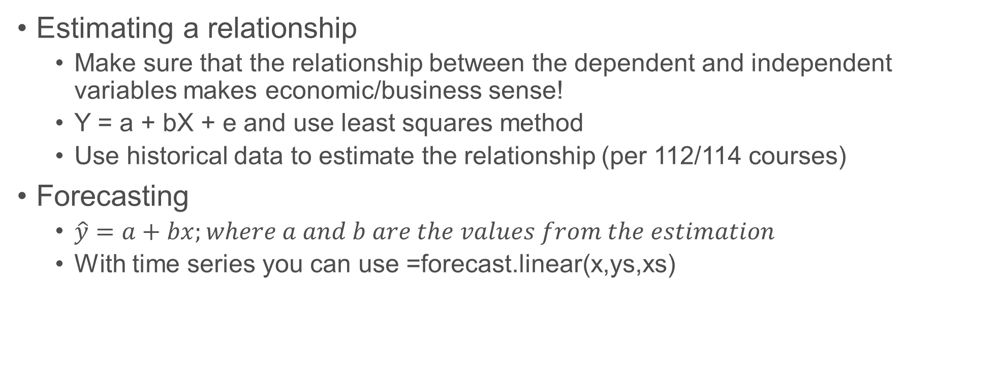 • Estimating a relationship
• Make sure that the relationship between the dependent and independent
variables makes economic/business sense!
• Y = a + bX + e and use least squares method
• Use historical data to estimate the relationship (per 112/114 courses)
• Forecasting
• ŷ = a + bx; where a and b are the values from the estimation
• With time series you can use =forecast.linear(x,ys,xs)